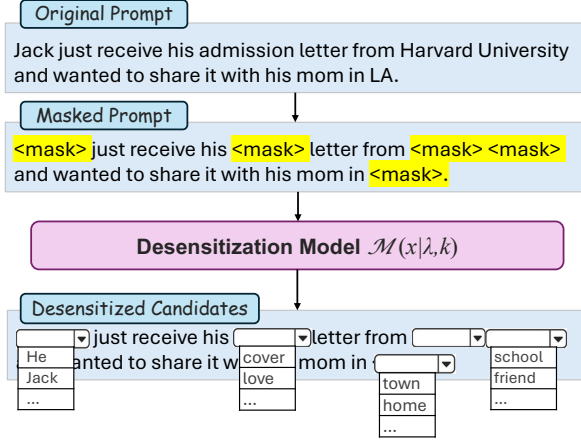 Original Prompt
Jack just receive his admission letter from Harvard University
and wanted to share it with his mom in LA.
Masked Prompt
<mask> just receive his <mask> letter from <mask> <mask>
and wanted to share it with his mom in <mask>.
Desensitization Model ℳ(x|λ,k)
Desensitized Candidates
just receive his letter from
anted to share it w mom in
He
Jack
...
cover
love
...
town
home
...
school
friend
...